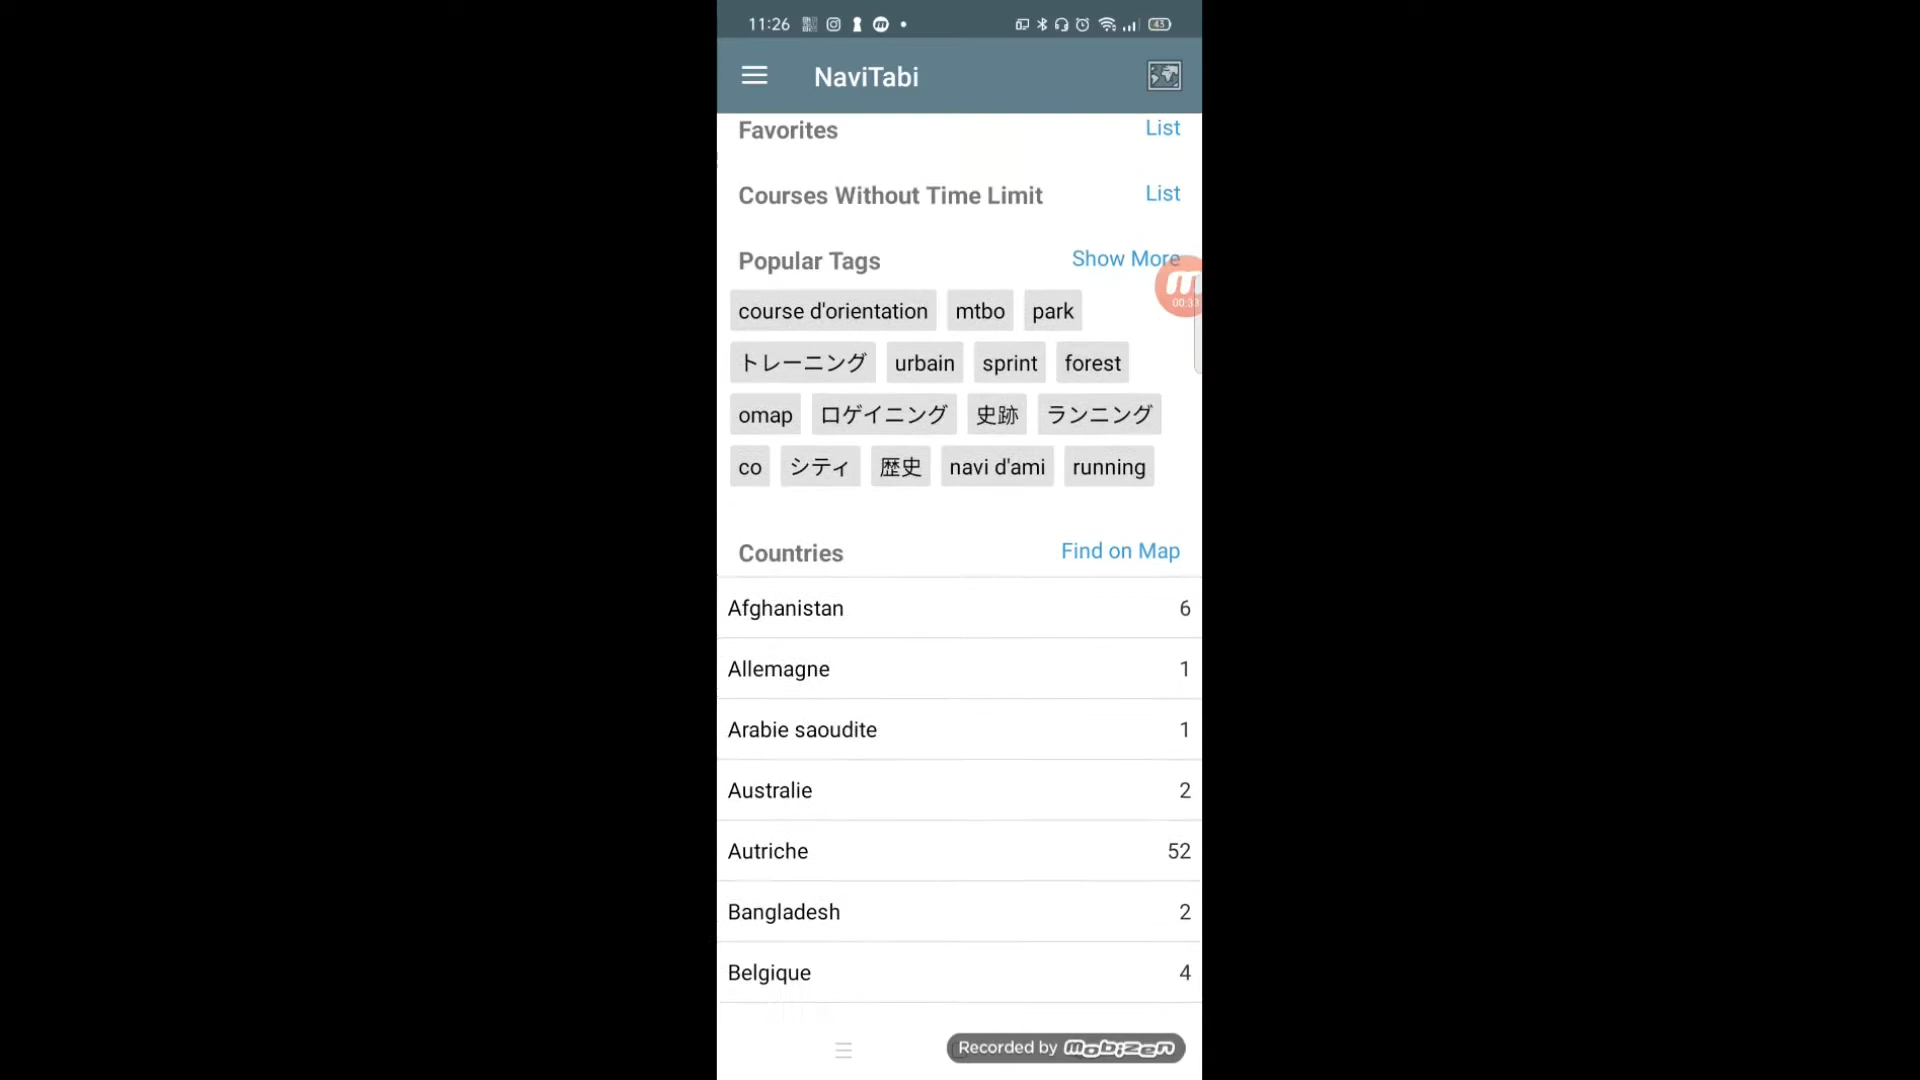 11:26
43
NaviTabi
Favorites List
Courses Without Time Limit List
Popular Tags Show More
00:33
course d'orientation mtbo park
トレーニング urbain sprint forest
omap ロゲイニング 史跡 ランニング
co シティ 歴史 navi d'ami running
Countries Find on Map
Afghanistan 6
Allemagne 1
Arabie saoudite 1
Australie 2
Autriche 52
Bangladesh 2
Belgique 4
Recorded by mobizen